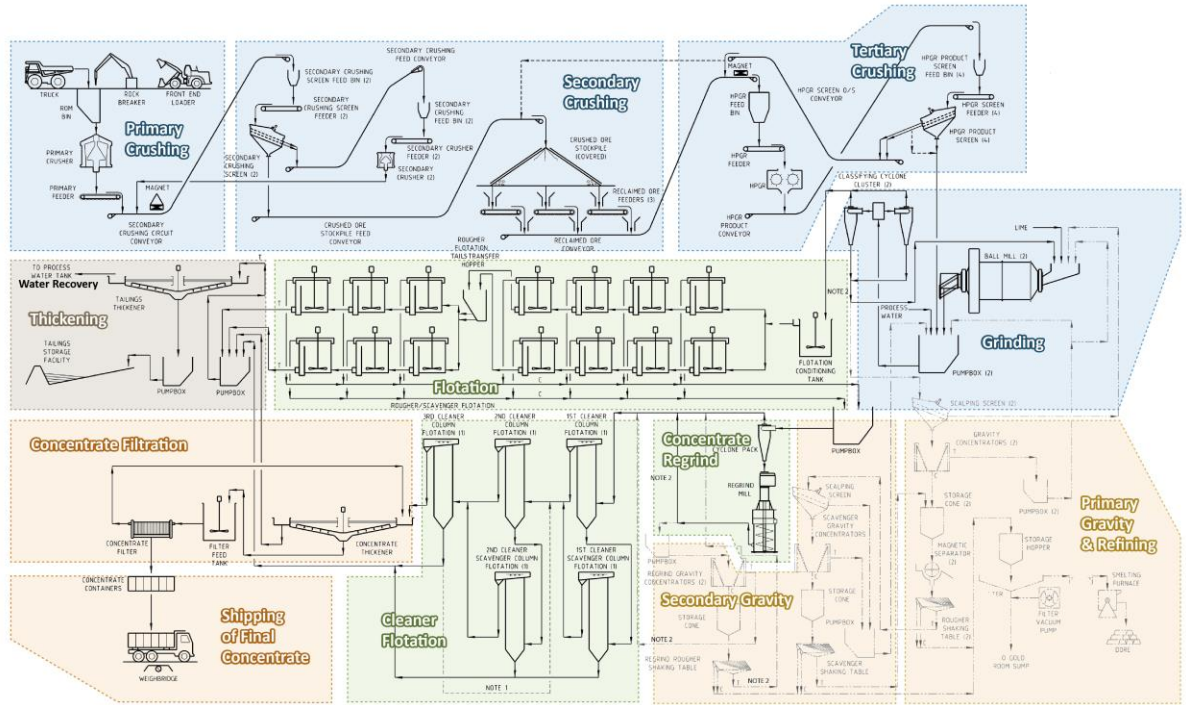 TRUCK
ROCK
BREAKER
FRONT END
LOADER
ROM
BIN
Primary
Crushing
PRIMARY
CRUSHER
PRIMARY
FEEDER
MAGNET
SECONDARY
CRUSHING CIRCUIT
CONVEYOR
SECONDARY CRUSHING
FEED CONVEYOR
SECONDARY CRUSHING
SCREEN FEED BIN (2)
SECONDARY
CRUSHING SCREEN
FEEDER (2)
SECONDARY
CRUSHING
FEED BIN (2)
SECONDARY CRUSHER
FEEDER (2)
SECONDARY
CRUSHER (2)
SECONDARY
CRUSHING
SCREEN (2)
CRUSHED ORE
STOCKPILE FEED
CONVEYOR
Secondary
Crushing
CRUSHED ORE
STOCKPILE
(COVERED)
RECLAIMED ORE
FEEDERS (3)
RECLAIMED ORE
CONVEYOR
Tertiary
Crushing
MAGNET
HPGR
FEED
BIN
HPGR SCREEN O/S
CONVEYOR
HPGR PRODUCT
SCREEN
FEED BIN (4)
HPGR SCREEN
FEEDER (4)
HPGR PRODUCT
SCREEN (4)
HPGR
FEEDER
HPGR
HPGR
PRODUCT
CONVEYOR
CLASSIFYING CYCLONE
CLUSTER (2)
LIME
BALL MILL (2)
NOTE 2
PROCESS
WATER
Grinding
PUMPBOX (2)
TO PROCESS
WATER TANK
Water Recovery
TAILINGS
THICKENER
Thickening
TAILINGS
STORAGE
FACILITY
PUMPBOX
PUMPBOX
T
ROUGHER
FLOTATION
TAILS TRANSFER
HOPPER
FLOTATION
CONDITIONING
TANK
Flotation
C
C
ROUGHER/SCAVENGER FLOTATION
Concentrate Filtration
CONCENTRATE
FILTER
FILTER
FEED
TANK
CONCENTRATE
THICKENER
CONCENTRATE
CONTAINERS
Shipping
of Final
Concentrate
WEIGHBRIDGE
3RD CLEANER
COLUMN
FLOTATION (1)
2ND CLEANER
COLUMN
FLOTATION (1)
1ST CLEANER
COLUMN
FLOTATION (1)
2ND CLEANER
SCAVENGER COLUMN
FLOTATION (1)
1ST CLEANER
SCAVENGER COLUMN
FLOTATION (1)
Cleaner
Flotation
NOTE 1
Concentrate
Regrind
CYCLONE PACK
PUMPBOX
NOTE 2
REGRIND
MILL
PUMPBOX
REGRIND GRAVITY
CONCENTRATORS (2)
Secondary Gravity
STORAGE
CONE
NOTE 2
REGRIND ROUGHER
SHAKING TABLE
NOTE 2
SCALPING
SCREEN
SCAVENGER
GRAVITY
CONCENTRATORS
STORAGE
CONE
PUMPBOX
SCAVENGER
SHAKING TABLE
SCALPING SCREEN (2)
GRAVITY
CONCENTRATORS (2)
PUMPBOX (2)
STORAGE
CONE (2)
MAGNETIC
SEPARATOR
(2)
ROUGHER
SHAKING
TABLE (2)
Primary
Gravity
& Refining
STORAGE
HOPPER
FILTER
VACUUM
PUMP
SMELTING
FURNACE
DORE
O GOLD
ROOM SUMP